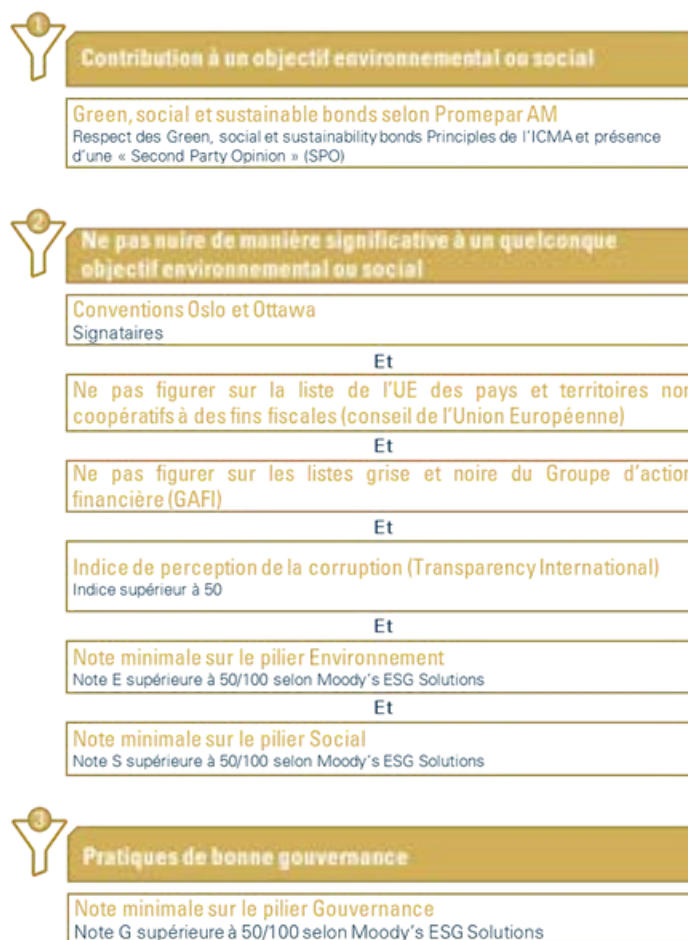 1
Contribution à un objectif environnemental ou social
Green, social et sustainable bonds selon Promepar AM
Respect des Green, social et sustainability bonds Principles de l'ICMA et présence
d'une « Second Party Opinion » (SPO)
2
Ne pas nuire de manière significative à un quelconque
objectif environnemental ou social
Conventions Oslo et Ottawa
Signataires
Et
Ne pas figurer sur la liste de l'UE des pays et territoires non
coopératifs à des fins fiscales (conseil de l'Union Européenne)
Et
Ne pas figurer sur les listes grise et noire du Groupe d'action
financière (GAFI)
Et
Indice de perception de la corruption (Transparency International)
Indice supérieur à 50
Et
Note minimale sur le pilier Environnement
Note E supérieure à 50/100 selon Moody's ESG Solutions
Et
Note minimale sur le pilier Social
Note S supérieure à 50/100 selon Moody's ESG Solutions
3
Pratiques de bonne gouvernance
Note minimale sur le pilier Gouvernance
Note G supérieure à 50/100 selon Moody's ESG Solutions